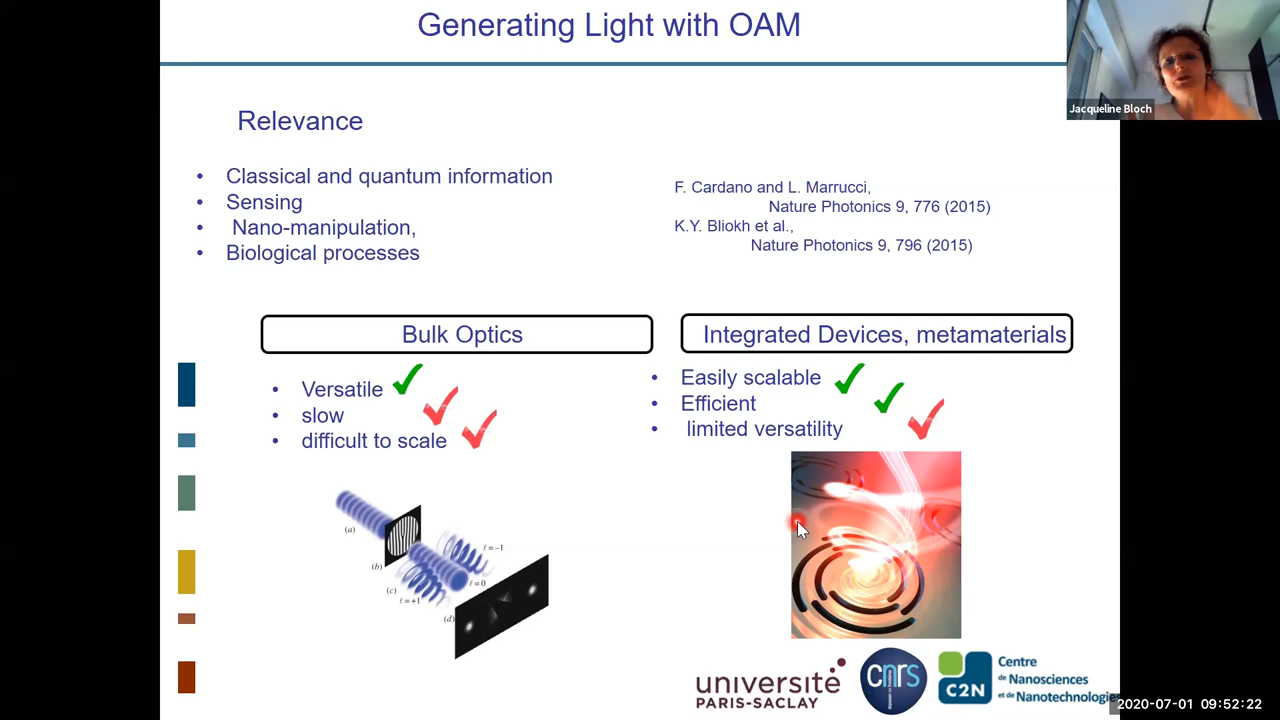 Generating Light with OAM
Jacqueline Bloch
Relevance
• Classical and quantum information
• Sensing
• Nano-manipulation,
• Biological processes
F. Cardano and L. Marrucci,
Nature Photonics 9, 776 (2015)
K.Y. Bliokh et al.,
Nature Photonics 9, 796 (2015)
Bulk Optics
• Versatile
• slow
• difficult to scale
(a)
(b)
(c)
ℓ=−1
ℓ=0
ℓ=+1
(d)
Integrated Devices, metamaterials
• Easily scalable
• Efficient
• limited versatility
université
PARIS-SACLAY
cnrs
C2N
Centre
de Nanosciences
et de Nanotechnologies
2020-07-01 09:52:22